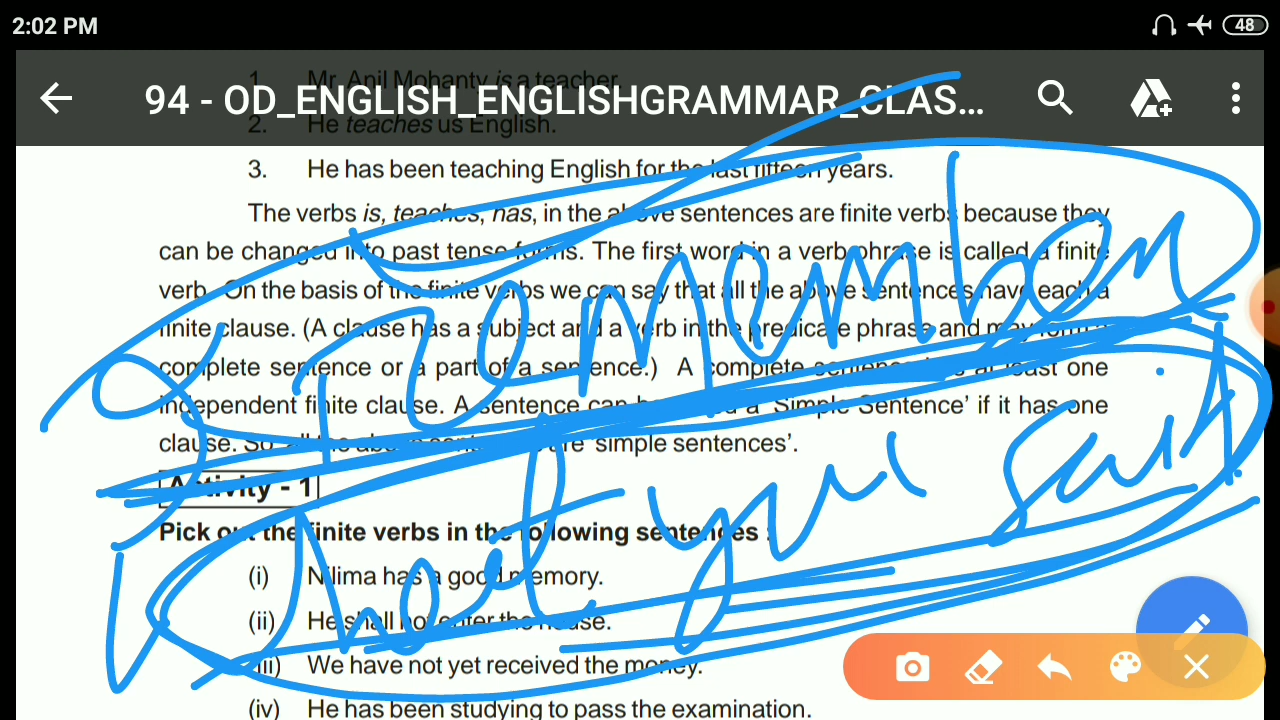 2:02 PM 48
94 - OD_ENGLISH_ENGLISHGRAMMAR_CLAS...
1. Mr. Anil Mohanty is a teacher.
2. He teaches us English.
3. He has been teaching English for the last fifteen years.
The verbs is, teaches, has, in the above sentences are finite verbs because they
can be changed into past tense forms. The first word in a verb phrase is called a finite
verb. On the basis of the finite verbs we can say that all the above sentences have each a
finite clause. (A clause has a subject and a verb in the predicate phrase and may form a
complete sentence or a part of a sentence.) A complete sentence has at least one
independent finite clause. A sentence can be called a 'Simple Sentence' if it has one
clause. So, all the above sentences are 'simple sentences'.
I remember
that you said it.
Activity - 1
Pick out the finite verbs in the following sentences :
(i) Nilima has a good memory.
(ii) He shall not enter the house.
(iii) We have not yet received the money.
(iv) He has been studying to pass the examination.